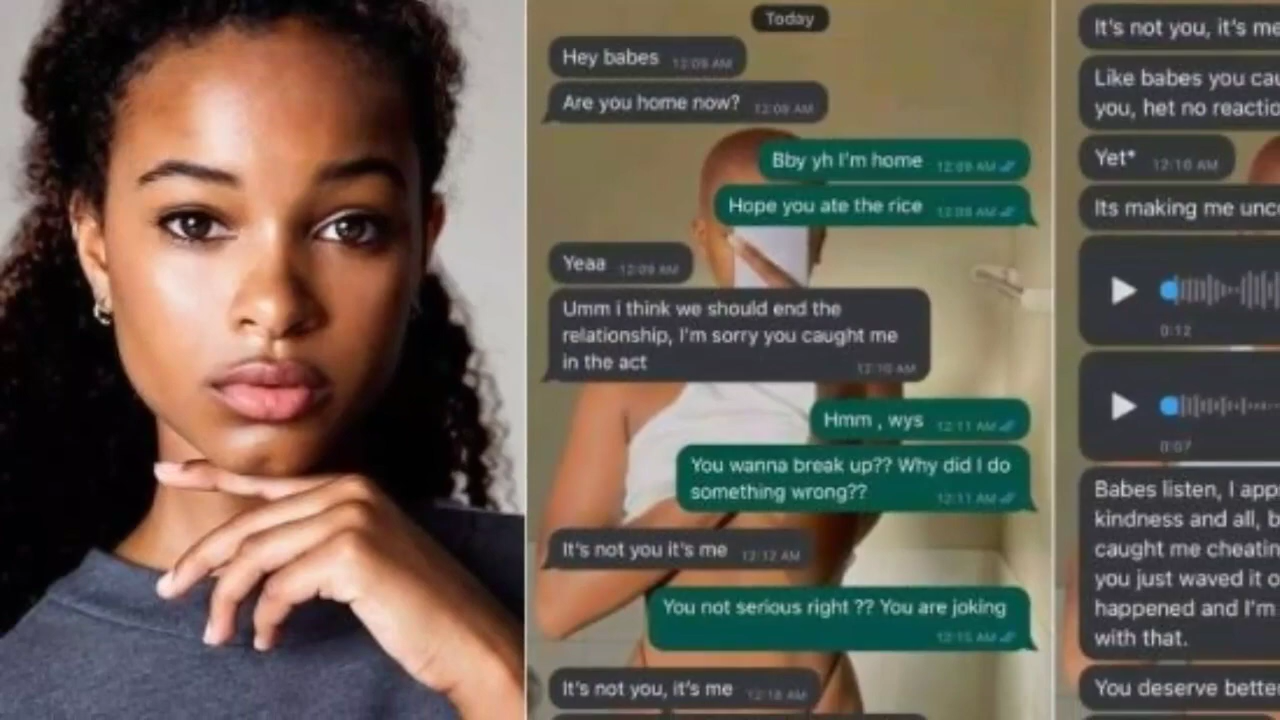 Today
Hey babes 12:09 AM
Are you home now? 12:09 AM
Bby yh I'm home 12:09 AM
Hope you ate the rice 12:09 AM
Yeaa 12:09 AM
Umm i think we should end the
relationship, I'm sorry you caught me
in the act 12:10 AM
Hmm , wys 12:11 AM
You wanna break up?? Why did I do
something wrong?? 12:11 AM
It's not you it's me 12:12 AM
You not serious right ?? You are joking
12:15 AM
It's not you, it's me 12:16 AM
It's not you, it's me
Like babes you cau
you, het no reactio
Yet* 12:16 AM
Its making me unco
0:12
0:07
Babes listen, I app
kindness and all, b
caught me cheatin
you just waved it o
happened and I'm
with that.
You deserve better